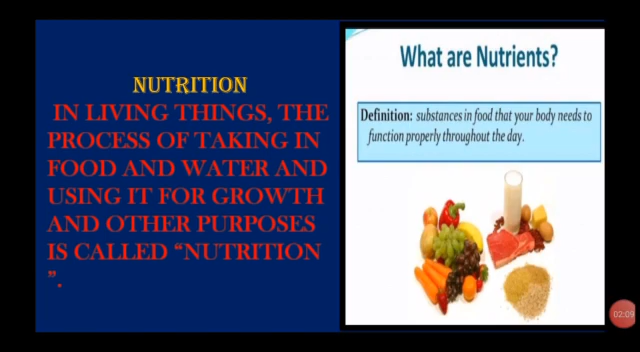 NUTRITION
IN LIVING THINGS, THE
PROCESS OF TAKING IN
FOOD AND WATER AND
USING IT FOR GROWTH
AND OTHER PURPOSES
IS CALLED “NUTRITION
”.
What are Nutrients?
Definition: substances in food that your body needs to
function properly throughout the day.
02:09